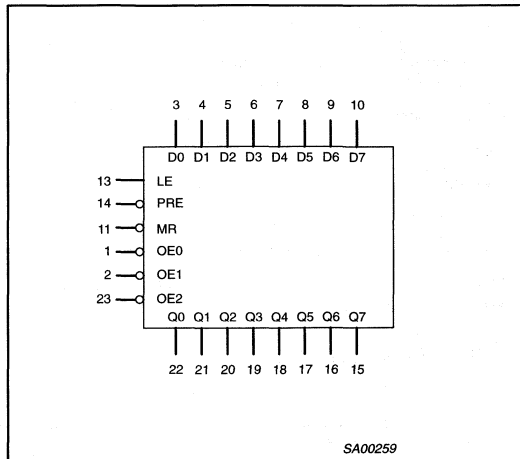 3 4 5 6 7 8 9 10
D0 D1 D2 D3 D4 D5 D6 D7
13 LE
14 PRE
11 MR
1 OE0
2 OE1
23 OE2
Q0 Q1 Q2 Q3 Q4 Q5 Q6 Q7
22 21 20 19 18 17 16 15
SA00259